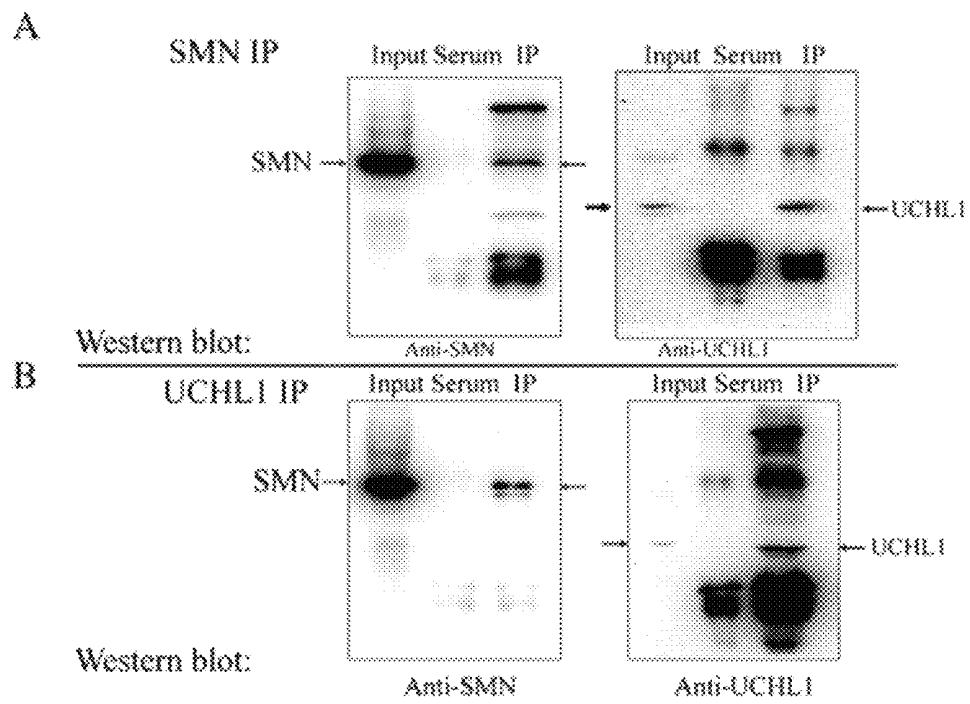 A
SMN IP
Input Serum IP
Input Serum IP
SMN
UCHL1
Western blot:
Anti-SMN
Anti-UCHL1
B
UCHL1 IP
Input Serum IP
Input Serum IP
SMN
UCHL1
Western blot:
Anti-SMN
Anti-UCHL1